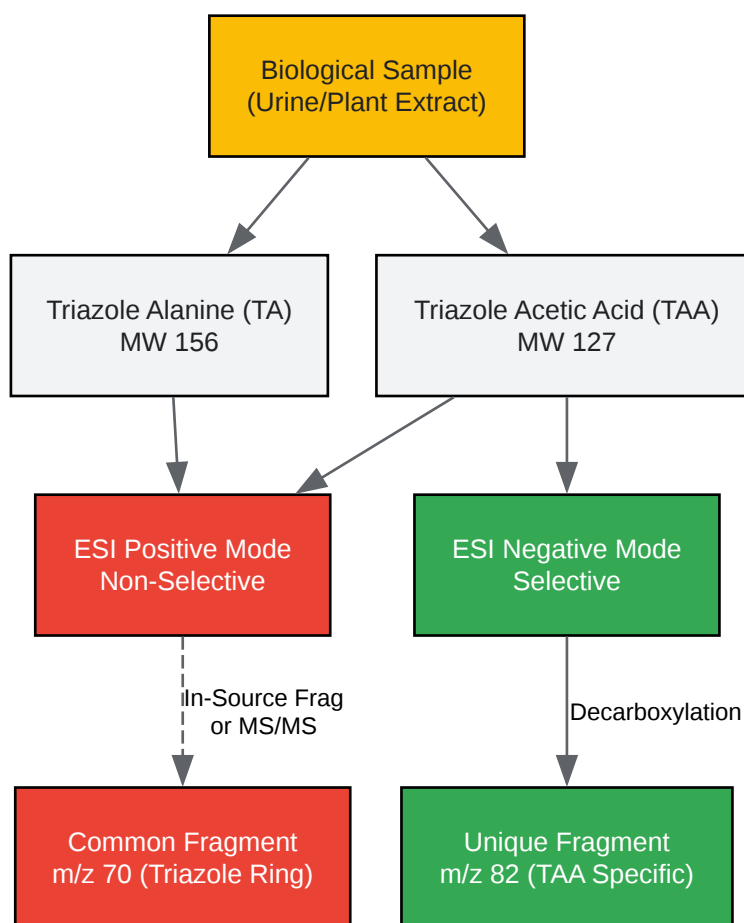 Biological Sample
(Urine/Plant Extract)
Triazole Alanine (TA)
MW 156
Triazole Acetic Acid (TAA)
MW 127
ESI Positive Mode
Non-Selective
ESI Negative Mode
Selective
In-Source Frag
or MS/MS
Decarboxylation
Common Fragment
m/z 70 (Triazole Ring)
Unique Fragment
m/z 82 (TAA Specific)